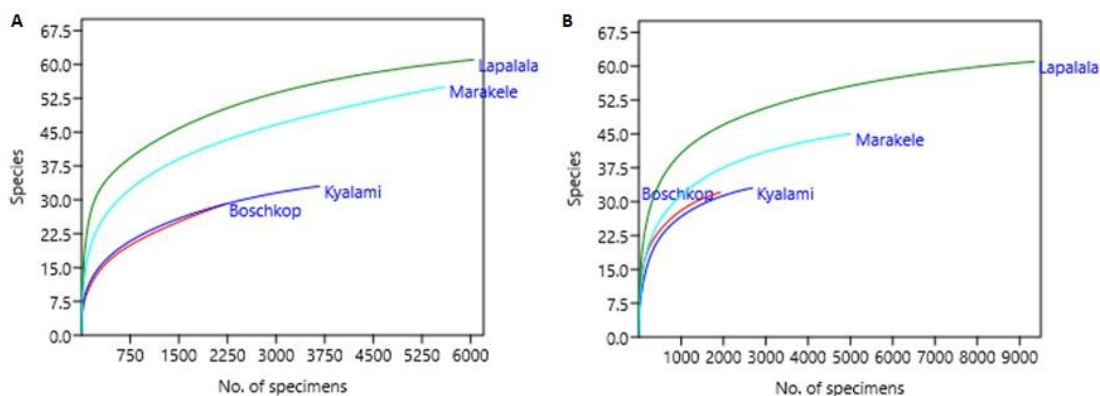 A
67.5
60.0
52.5
45.0
37.5
30.0
22.5
15.0
7.5
0.0
Species
Lapalala
Marakele
Kyalami
Boschkop
750 1500 2250 3000 3750 4500 5250 6000
No. of specimens
B
67.5
60.0
52.5
45.0
37.5
30.0
22.5
15.0
7.5
0.0
Species
Lapalala
Marakele
Boschkop
Kyalami
1000 2000 3000 4000 5000 6000 7000 8000 9000
No. of specimens